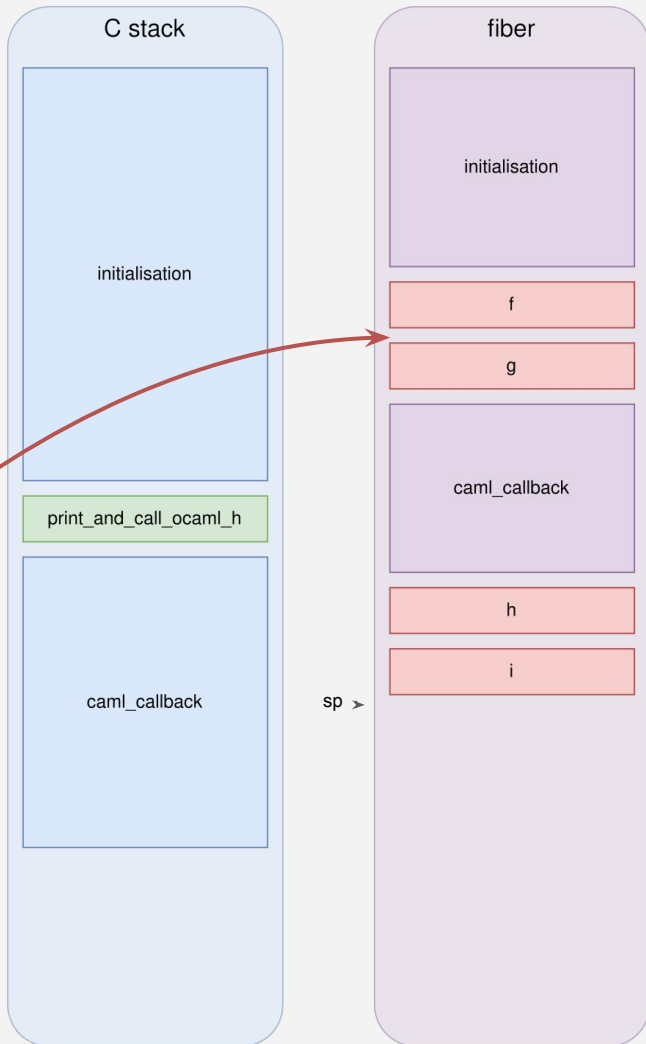 C stack
initialisation
print_and_call_ocaml_h
caml_callback
sp
fiber
initialisation
f
g
caml_callback
h
i